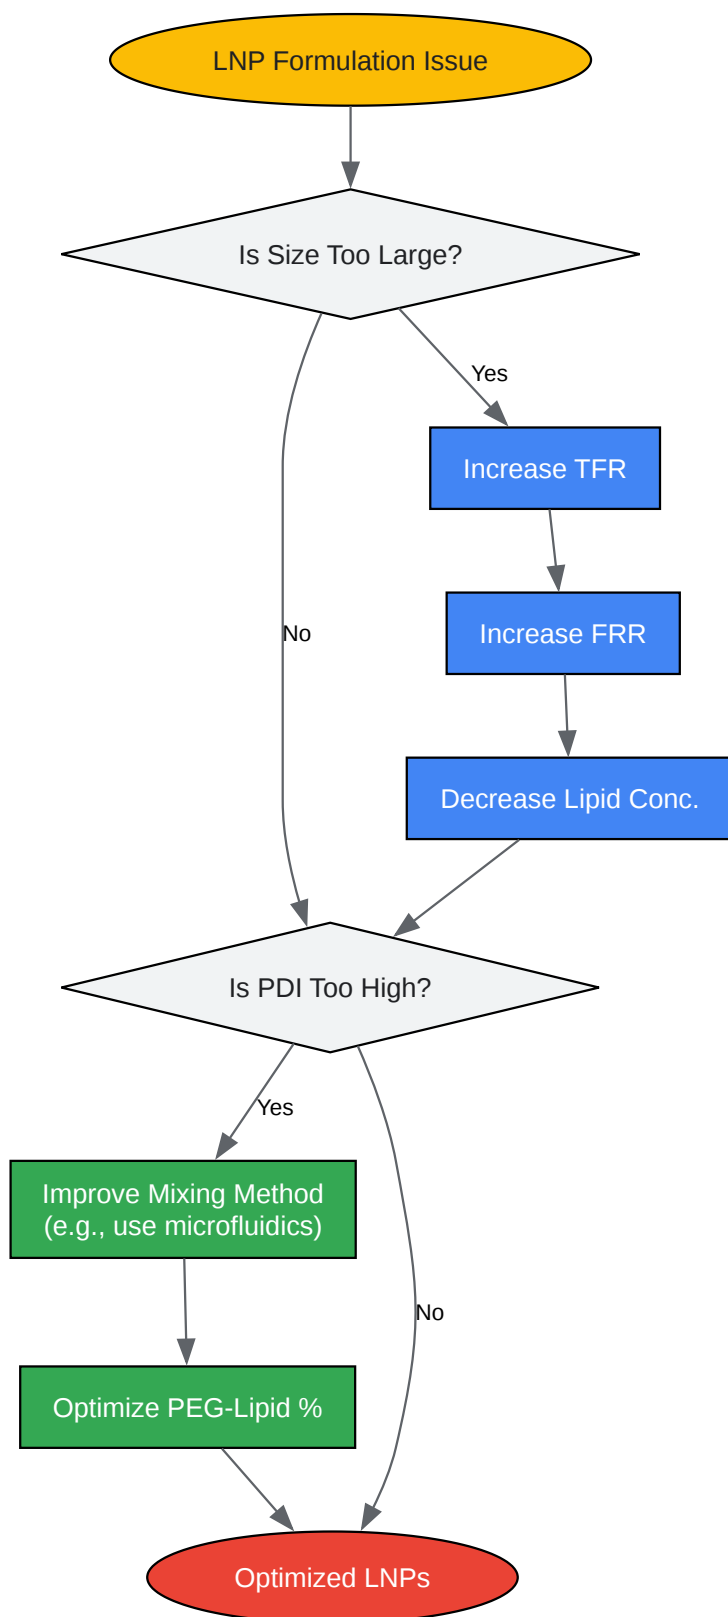 LNP Formulation Issue
Is Size Too Large?
Yes
Increase TFR
Increase FRR
No
Decrease Lipid Conc.
Is PDI Too High?
Yes
Improve Mixing Method
(e.g., use microfluidics)
No
Optimize PEG-Lipid %
Optimized LNPs